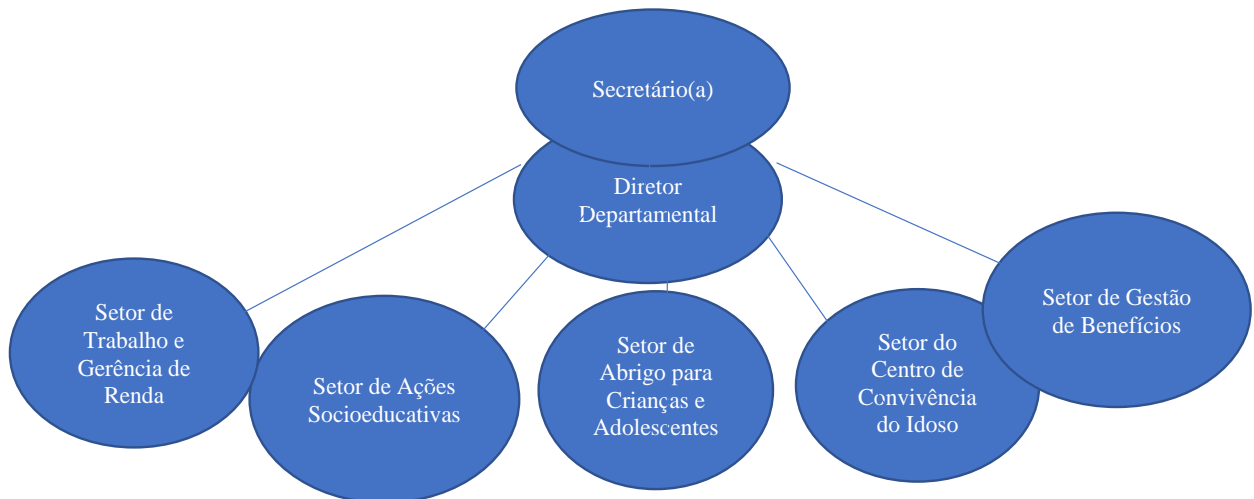 Secretário(a)
Diretor
Departamental
Setor de
Trabalho e
Gerência de
Renda
Setor de Ações
Socioeducativas
Setor de
Abrigo para
Crianças e
Adolescentes
Setor do
Centro de
Convivência
do Idoso
Setor de Gestão
de Benefícios